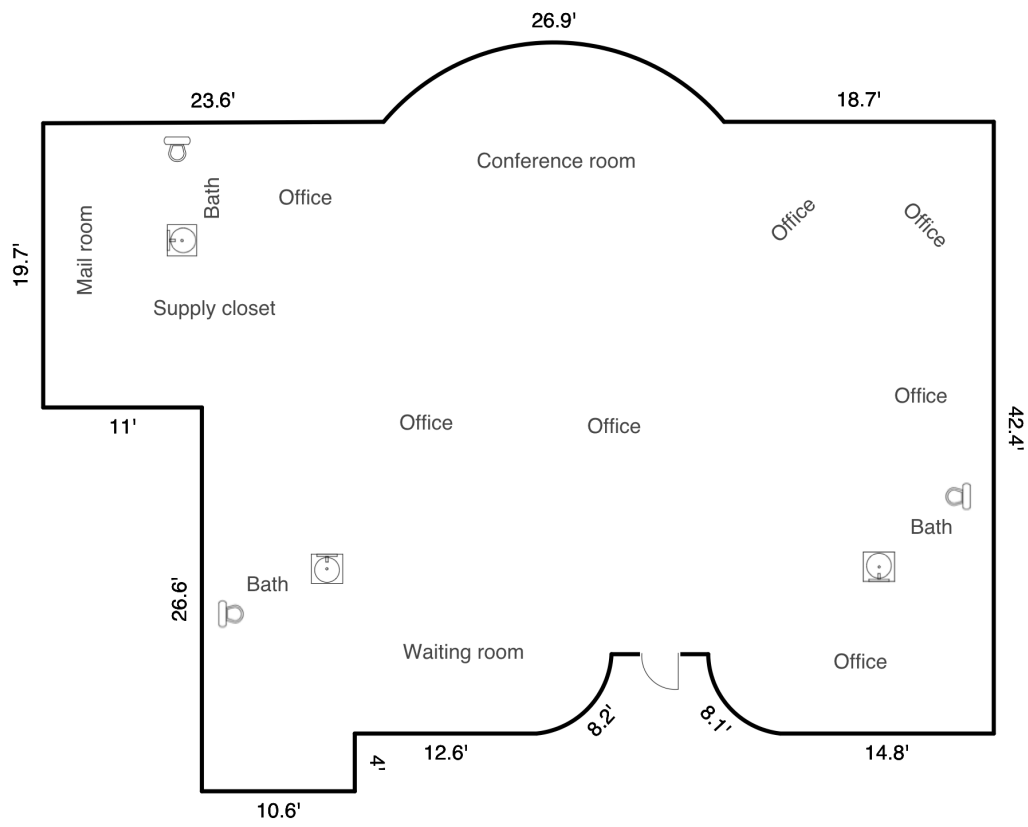 26.9'
23.6'
18.7'
Conference room
Bath
Office
Office
Office
Mail room
19.7'
Supply closet
Office
Office
Office
11'
42.4'
Bath
Bath
26.6'
Waiting room
Office
8.2'
8.1'
12.6'
4'
14.8'
10.6'